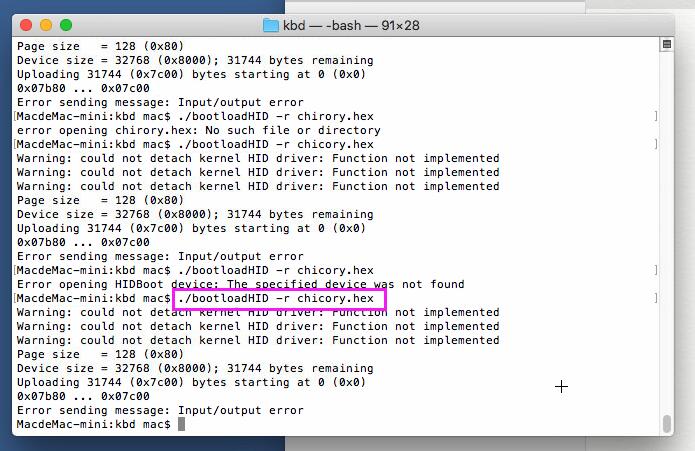 kbd — -bash — 91×28
Page size   = 128 (0x80)
Device size = 32768 (0x8000); 31744 bytes remaining
Uploading 31744 (0x7c00) bytes starting at 0 (0x0)
0x07b80 ... 0x07c00
Error sending message: Input/output error
[MacdeMac-mini:kbd mac$ ./bootloadHID -r chirory.hex ]
error opening chirory.hex: No such file or directory
[MacdeMac-mini:kbd mac$ ./bootloadHID -r chicory.hex ]
Warning: could not detach kernel HID driver: Function not implemented
Warning: could not detach kernel HID driver: Function not implemented
Warning: could not detach kernel HID driver: Function not implemented
Page size   = 128 (0x80)
Device size = 32768 (0x8000); 31744 bytes remaining
Uploading 31744 (0x7c00) bytes starting at 0 (0x0)
0x07b80 ... 0x07c00
Error sending message: Input/output error
[MacdeMac-mini:kbd mac$ ./bootloadHID -r chicory.hex ]
Error opening HIDBoot device: The specified device was not found
[MacdeMac-mini:kbd mac$ ./bootloadHID -r chicory.hex ]
Warning: could not detach kernel HID driver: Function not implemented
Warning: could not detach kernel HID driver: Function not implemented
Warning: could not detach kernel HID driver: Function not implemented
Page size   = 128 (0x80)
Device size = 32768 (0x8000); 31744 bytes remaining
Uploading 31744 (0x7c00) bytes starting at 0 (0x0)
0x07b80 ... 0x07c00
Error sending message: Input/output error
MacdeMac-mini:kbd mac$